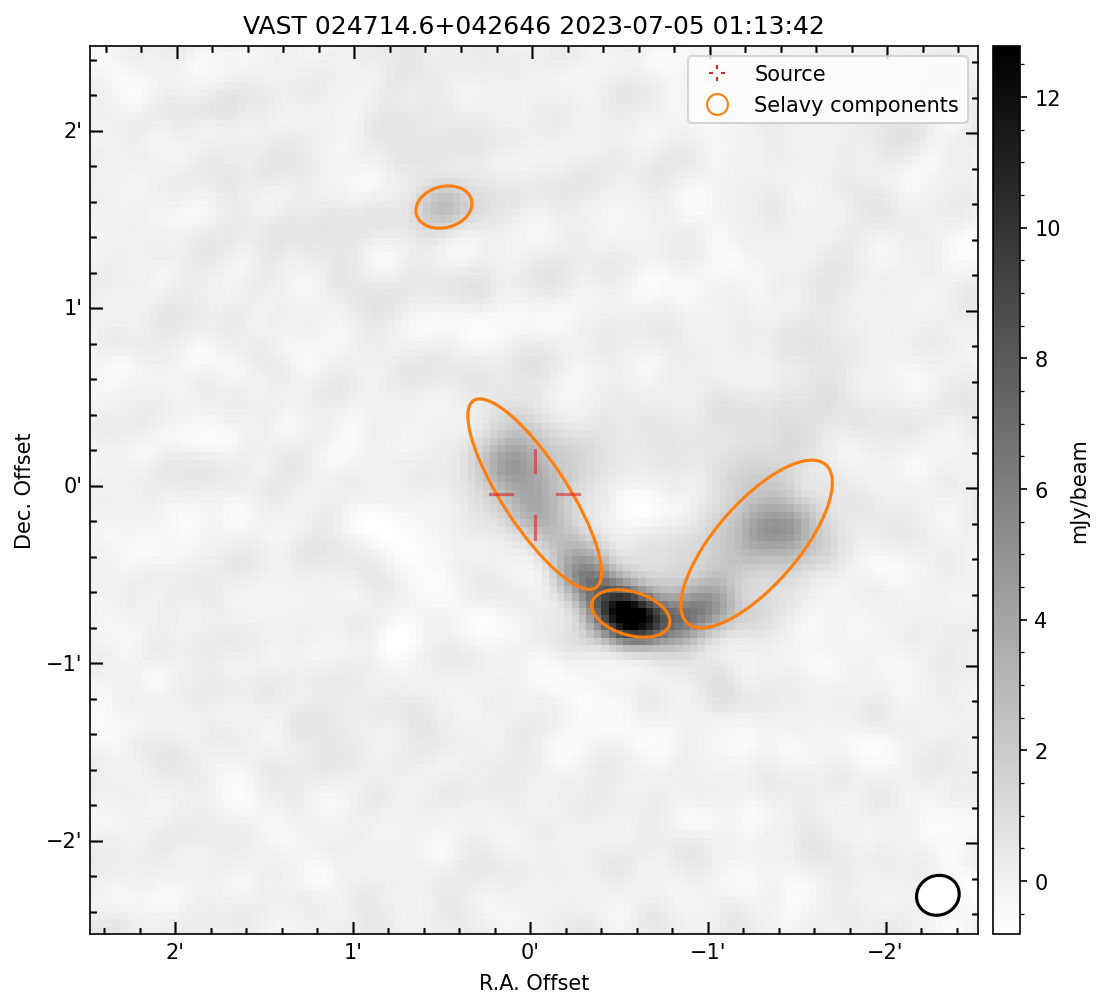 VAST 024714.6+042646 2023-07-05 01:13:42
Source
Selavy components
2'
1'
0'
−1'
−2'
Dec. Offset
2'
1'
0'
−1'
−2'
R.A. Offset
12
10
8
6
4
2
0
mJy/beam